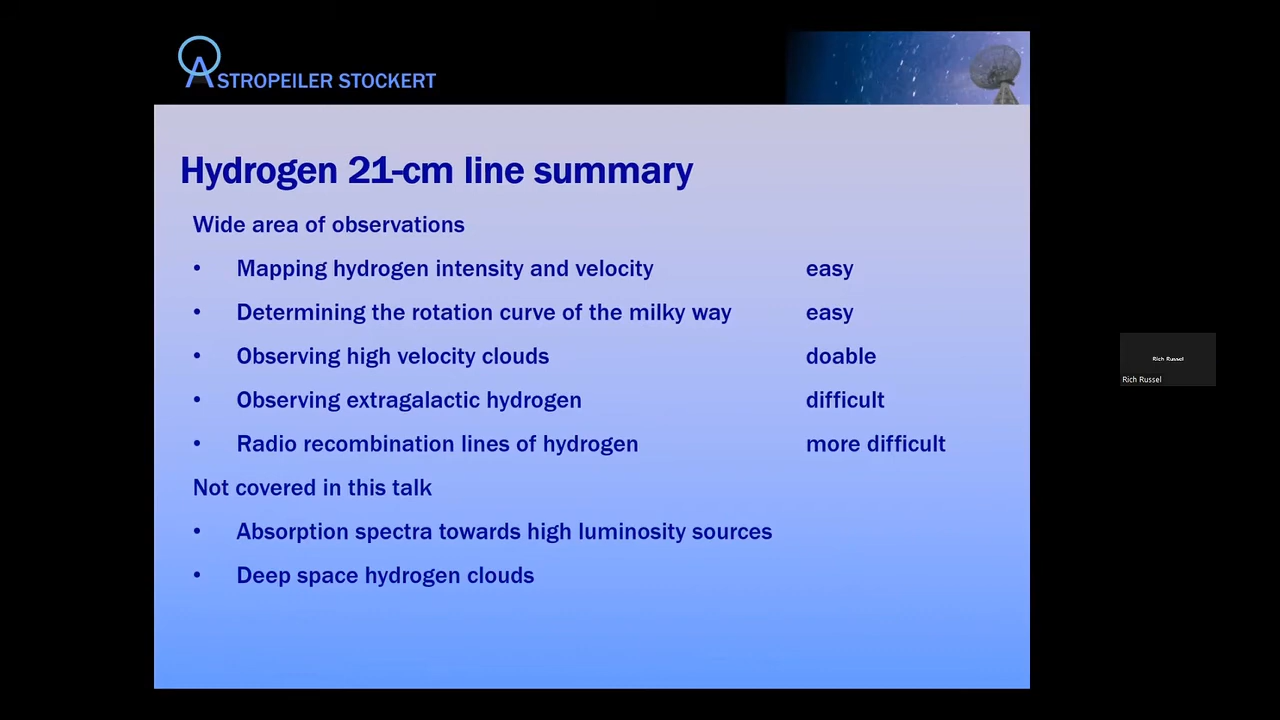 ASTROPEILER STOCKERT
Hydrogen 21-cm line summary
Wide area of observations
• Mapping hydrogen intensity and velocity easy
• Determining the rotation curve of the milky way easy
• Observing high velocity clouds doable
• Observing extragalactic hydrogen difficult
• Radio recombination lines of hydrogen more difficult
Not covered in this talk
• Absorption spectra towards high luminosity sources
• Deep space hydrogen clouds
Rich Russel
Rich Russel